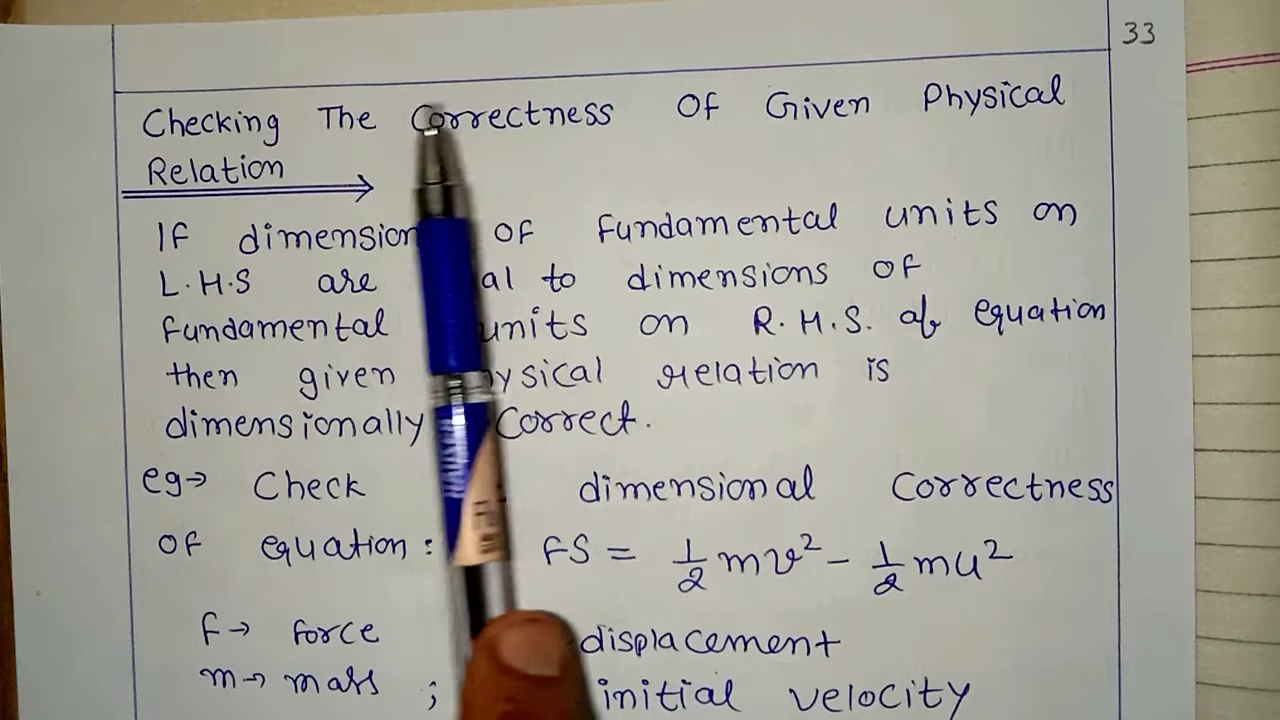 33
Checking The Correctness Of Given Physical
Relation
If dimension of fundamental units on
L.H.S are al to dimensions of
fundamental units on R.H.S. of equation
then given ysical relation is
dimensionally Correct.
eg→ Check dimensional Correctness
of equation: FS = 1/2 mv² - 1/2 mu²
F→ force displacement
m→ mass ; initial velocity